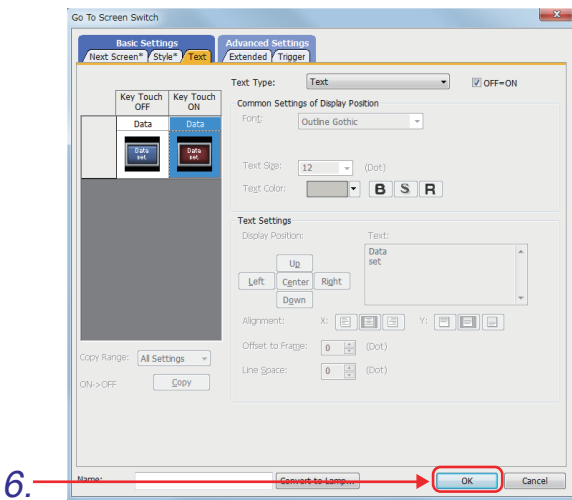 Go To Screen Switch
Basic Settings
Advanced Settings
Next Screen* Style* Text Extended Trigger
Text Type: Text OFF=ON
Key Touch OFF
Key Touch ON
Data Data
Data set
Data set
Common Settings of Display Position
Font: Outline Gothic
Text Size: 12 (Dot)
Text Color: B S R
Text Settings
Display Position: Text:
Data
set
Up
Left Center Right
Down
Alignment: X: Y:
Offset to Frame: 0 (Dot)
Line Space: 0 (Dot)
Copy Range: All Settings
ON->OFF Copy
6.
Name: Convert to Lamp... OK Cancel